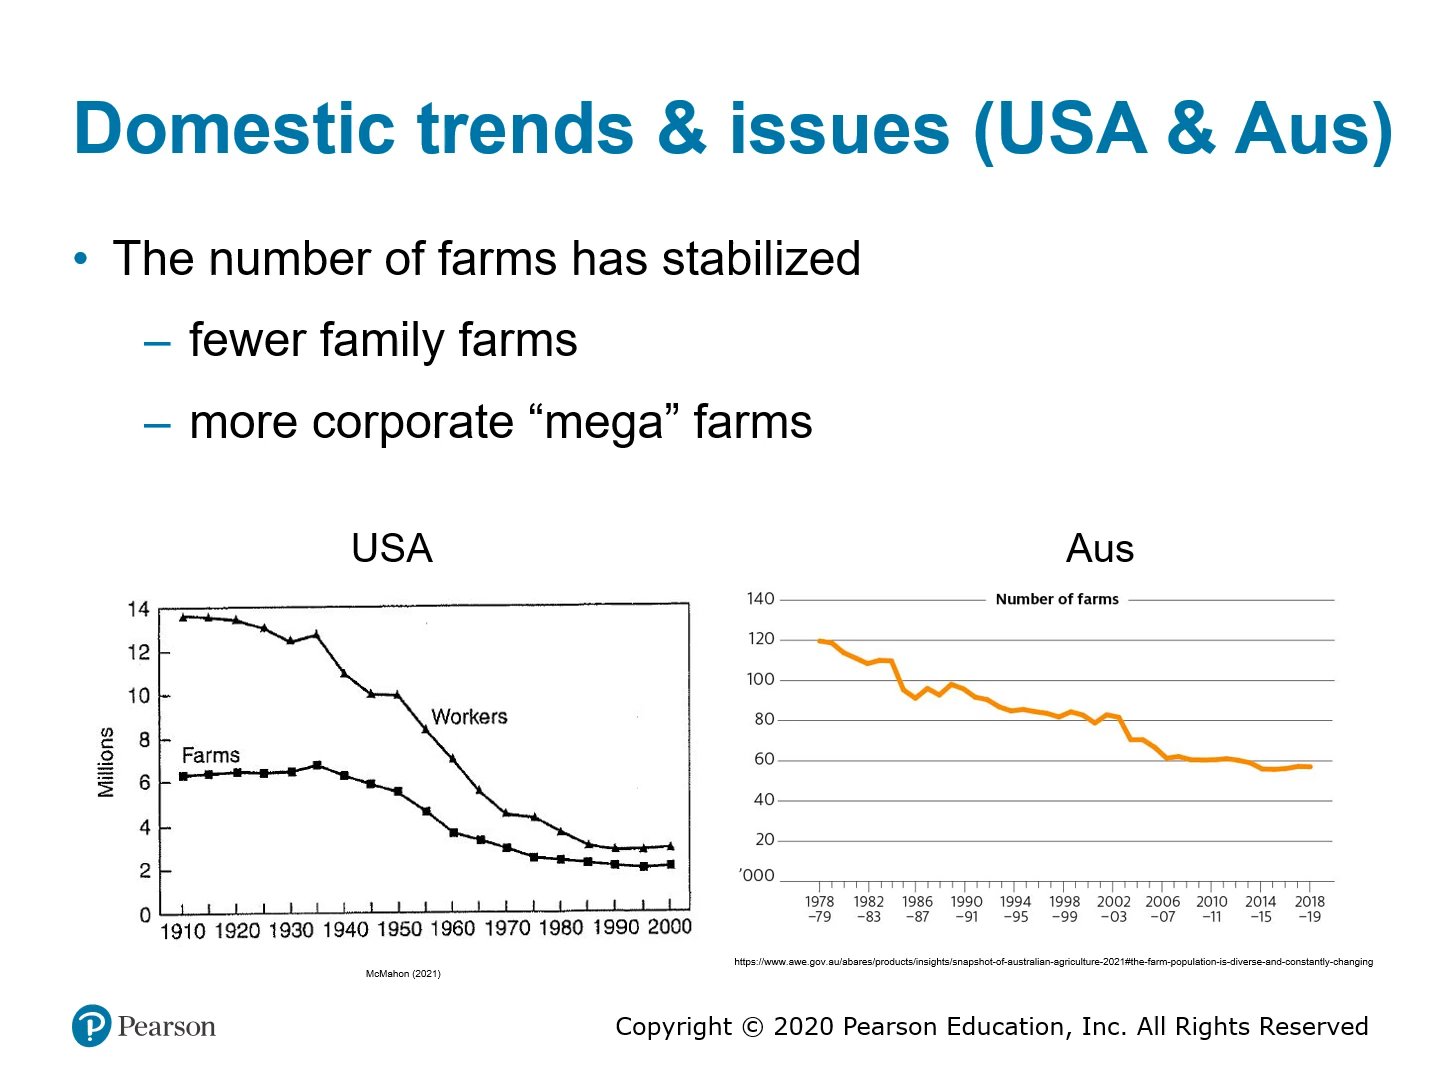 Domestic trends & issues (USA & Aus)
• The number of farms has stabilized
– fewer family farms
– more corporate “mega” farms
USA
14
12
10
8
6
4
2
0
Millions
Workers
Farms
1910 1920 1930 1940 1950 1960 1970 1980 1990 2000
McMahon (2021)
Aus
Number of farms
140
120
100
80
60
40
20
’000
1978 1982 1986 1990 1994 1998 2002 2006 2010 2014 2018
–79 –83 –87 –91 –95 –99 –03 –07 –11 –15 –19
https://www.awe.gov.au/abares/products/insights/snapshot-of-australian-agriculture-2021#the-farm-population-is-diverse-and-constantly-changing
P Pearson
Copyright © 2020 Pearson Education, Inc. All Rights Reserved